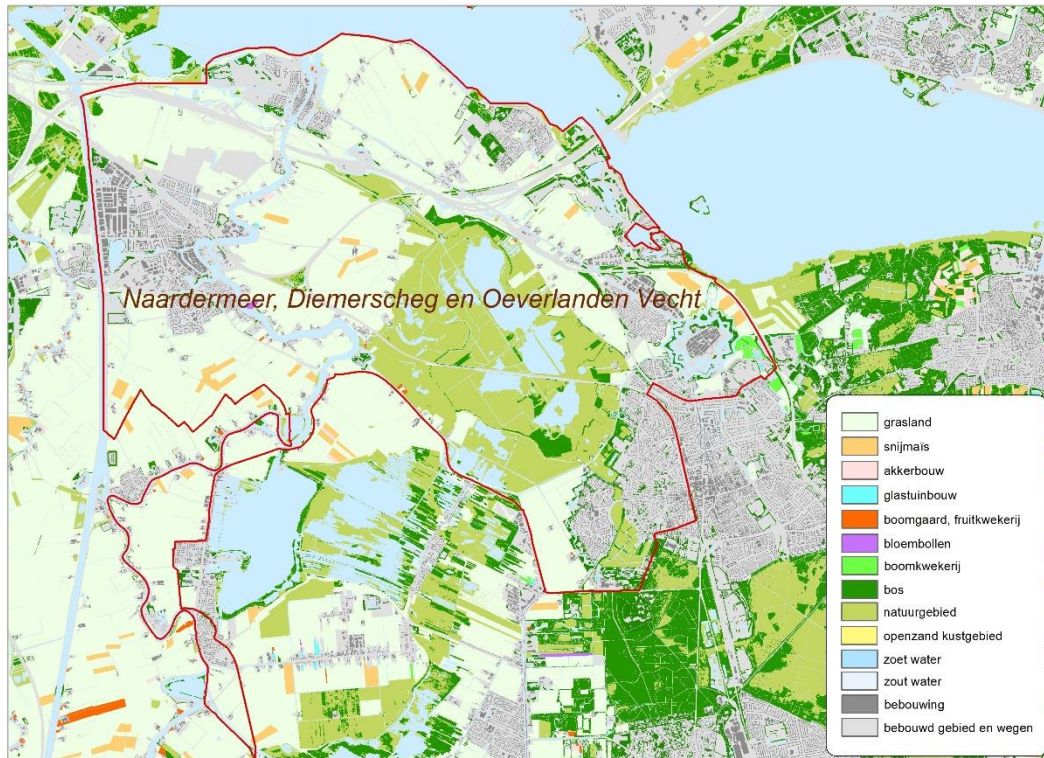 Naardermeer, Diemerscheg en Oeverlanden Vecht
grasland
snijmaïs
akkerbouw
glastuinbouw
boomgaard, fruitkwekerij
bloembollen
boomkwekerij
bos
natuurgebied
openzand kustgebied
zoet water
zout water
bebouwing
bebouwd gebied en wegen